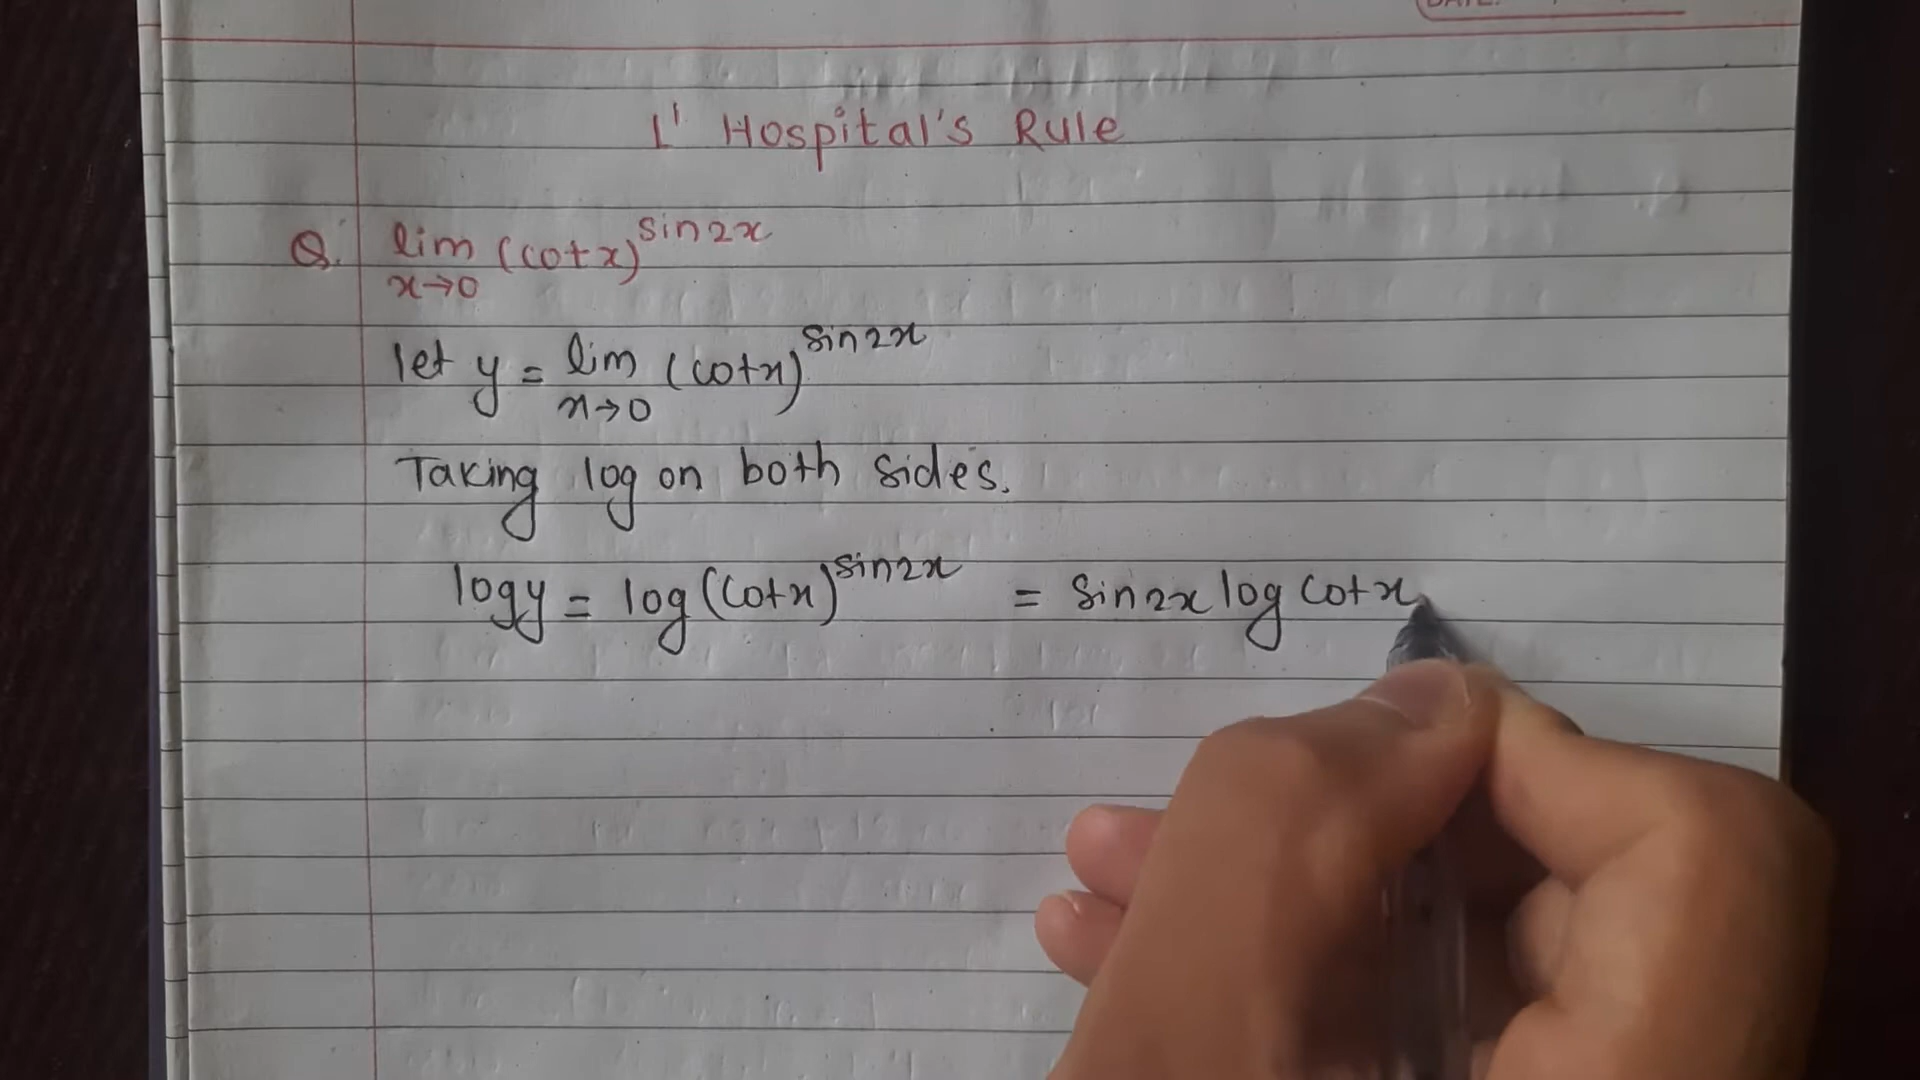 L' Hospital's Rule
Q. lim x→0 (cotx)^sin2x
let y = lim x→0 (cotx)^sin2x
Taking log on both sides.
logy = log(cotx)^sin2x = sin2x log cotx